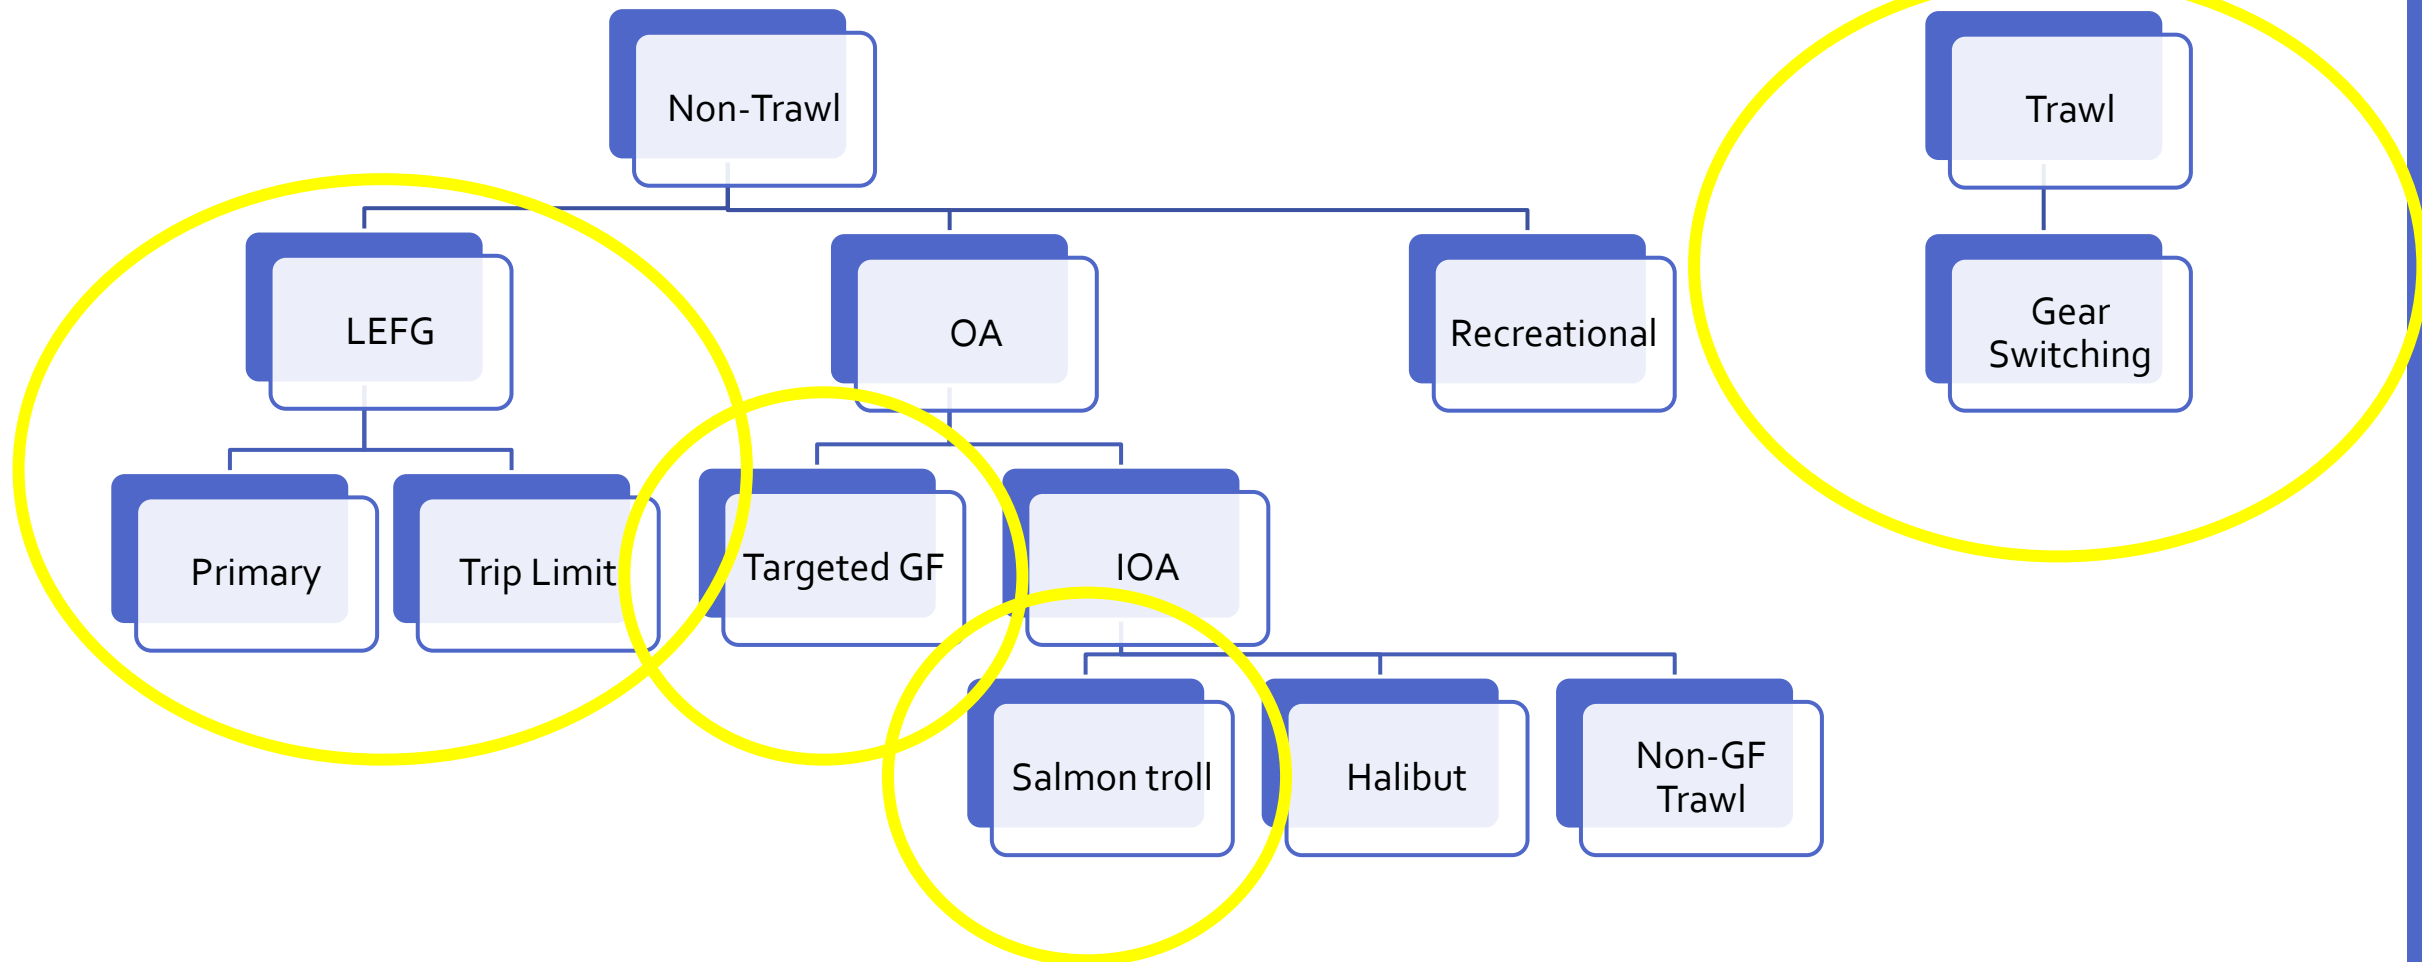 Non-Trawl
Trawl
LEFG
OA
Recreational
Gear
Switching
Primary
Trip Limit
Targeted GF
IOA
Salmon troll
Halibut
Non-GF
Trawl